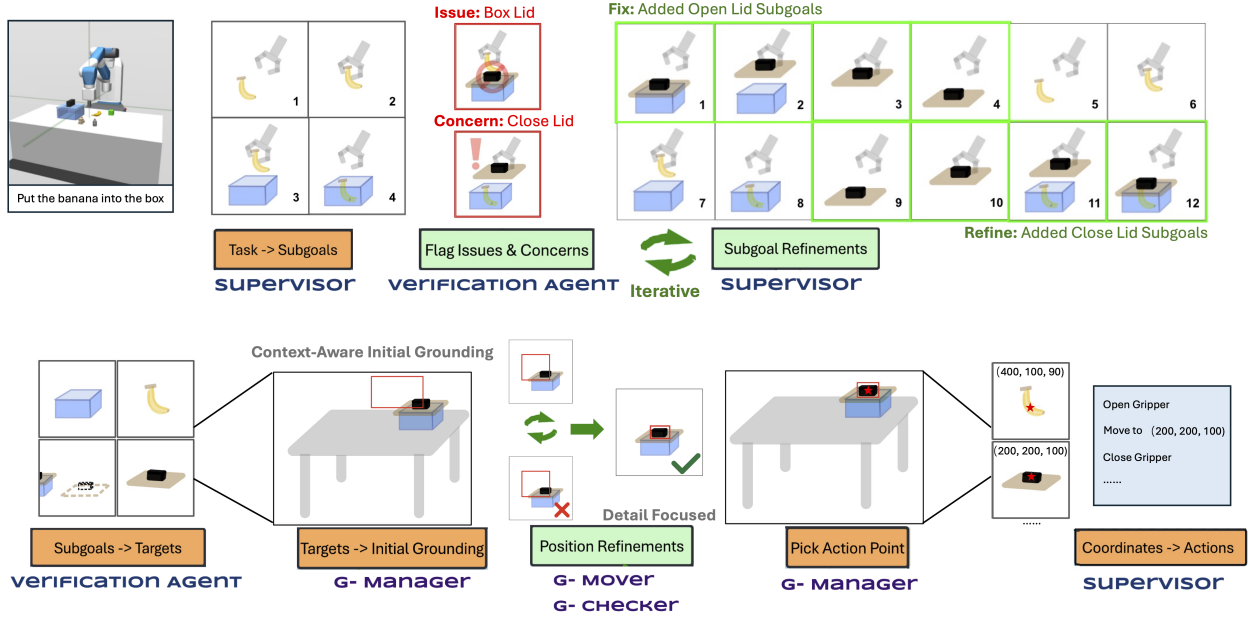 Put the banana into the box
1
2
3
4
Task -> Subgoals
Supervisor
Issue: Box Lid
Concern: Close Lid
!
Flag Issues & Concerns
Verification Agent
Iterative
Fix: Added Open Lid Subgoals
1
2
3
4
5
6
7
8
9
10
11
12
Refine: Added Close Lid Subgoals
Subgoal Refinements
Supervisor
Subgoals -> Targets
Verification Agent
Context-Aware Initial Grounding
Targets -> Initial Grounding
G- Manager
Detail Focused
Position Refinements
G- Mover
G- Checker
Pick Action Point
G- Manager
(400, 100, 90)
(200, 200, 100)
......
Open Gripper
Move to (200, 200, 100)
Close Gripper
......
Coordinates -> Actions
Supervisor